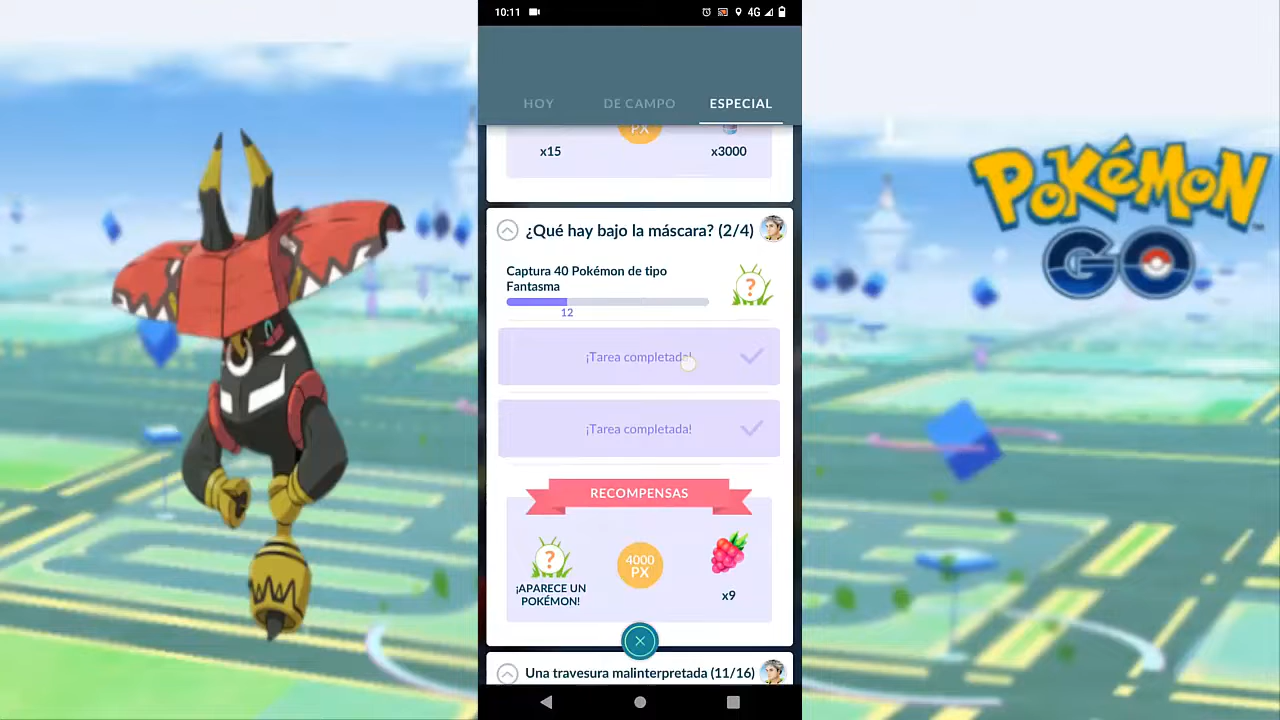 10:11
4G
HOY
DE CAMPO
ESPECIAL
PX
x15
x3000
¿Qué hay bajo la máscara? (2/4)
Captura 40 Pokémon de tipo
Fantasma
?
12
¡Tarea completada!
¡Tarea completada!
RECOMPENSAS
?
¡APARECE UN
POKÉMON!
4000
PX
x9
Una travesura malinterpretada (11/16)
POKéMON
GO
TM